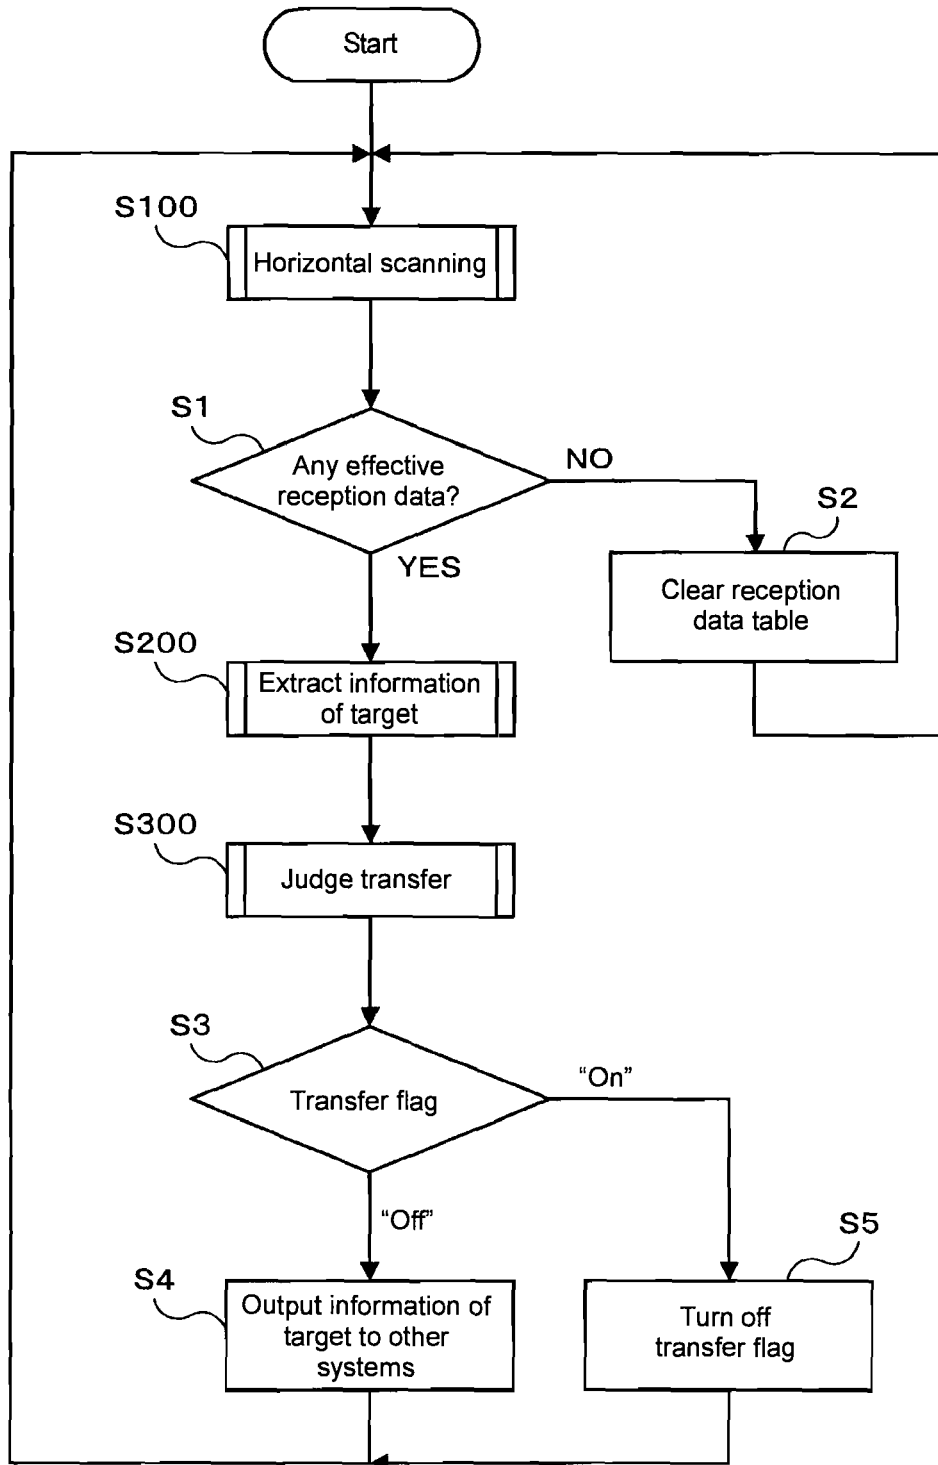 Start
S100
Horizontal scanning
S1
Any effective
reception data?
NO
YES
S2
Clear reception
data table
S200
Extract information
of target
S300
Judge transfer
S3
Transfer flag
“On”
“Off”
S4
Output information of
target to other
systems
S5
Turn off
transfer flag